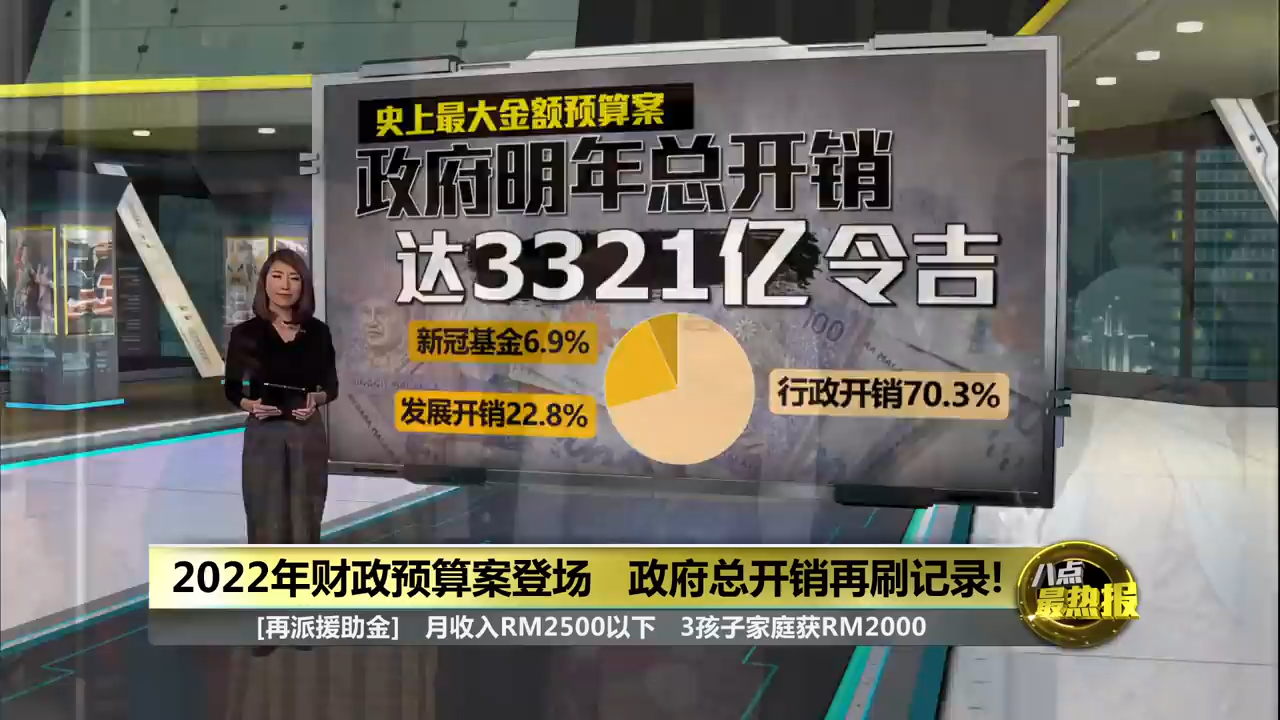 史上最大金额预算案
政府明年总开销
达3321亿令吉
新冠基金6.9%
发展开销22.8%
行政开销70.3%
100
2022年财政预算案登场 政府总开销再刷记录!
[再派援助金] 月收入RM2500以下 3孩子家庭获RM2000
八点
最热报